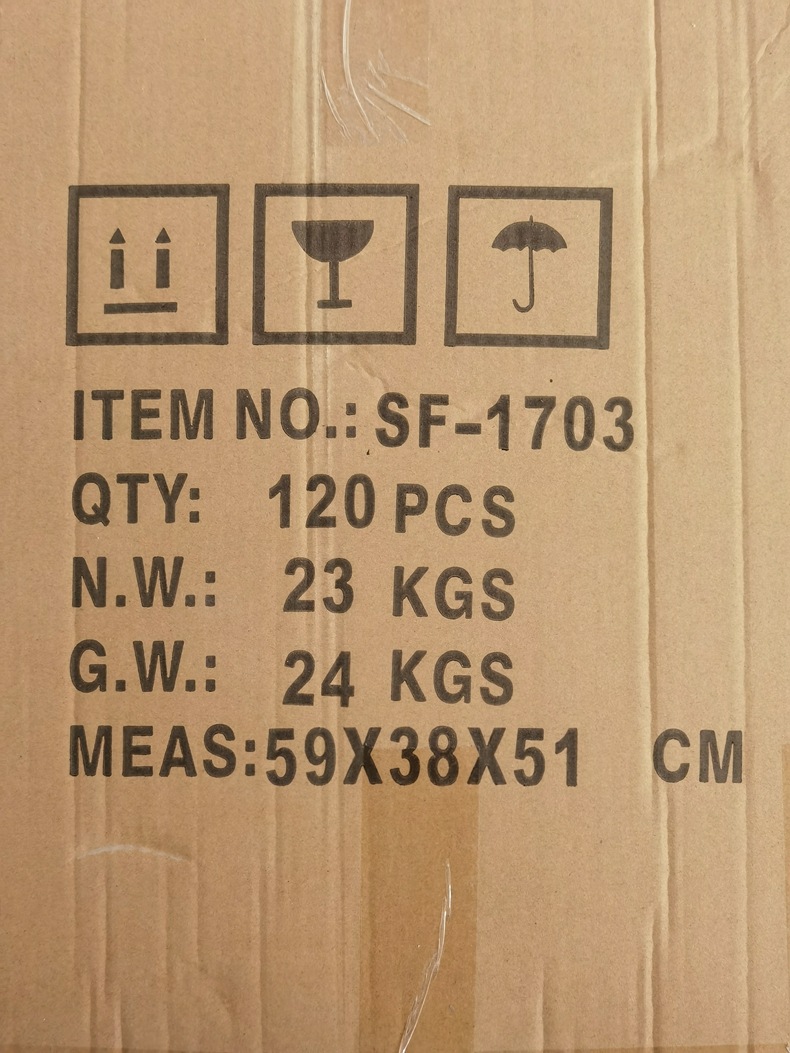 ITEM NO.: SF-1703
QTY: 120 PCS
N.W.: 23 KGS
G.W.: 24 KGS
MEAS:59X38X51 CM